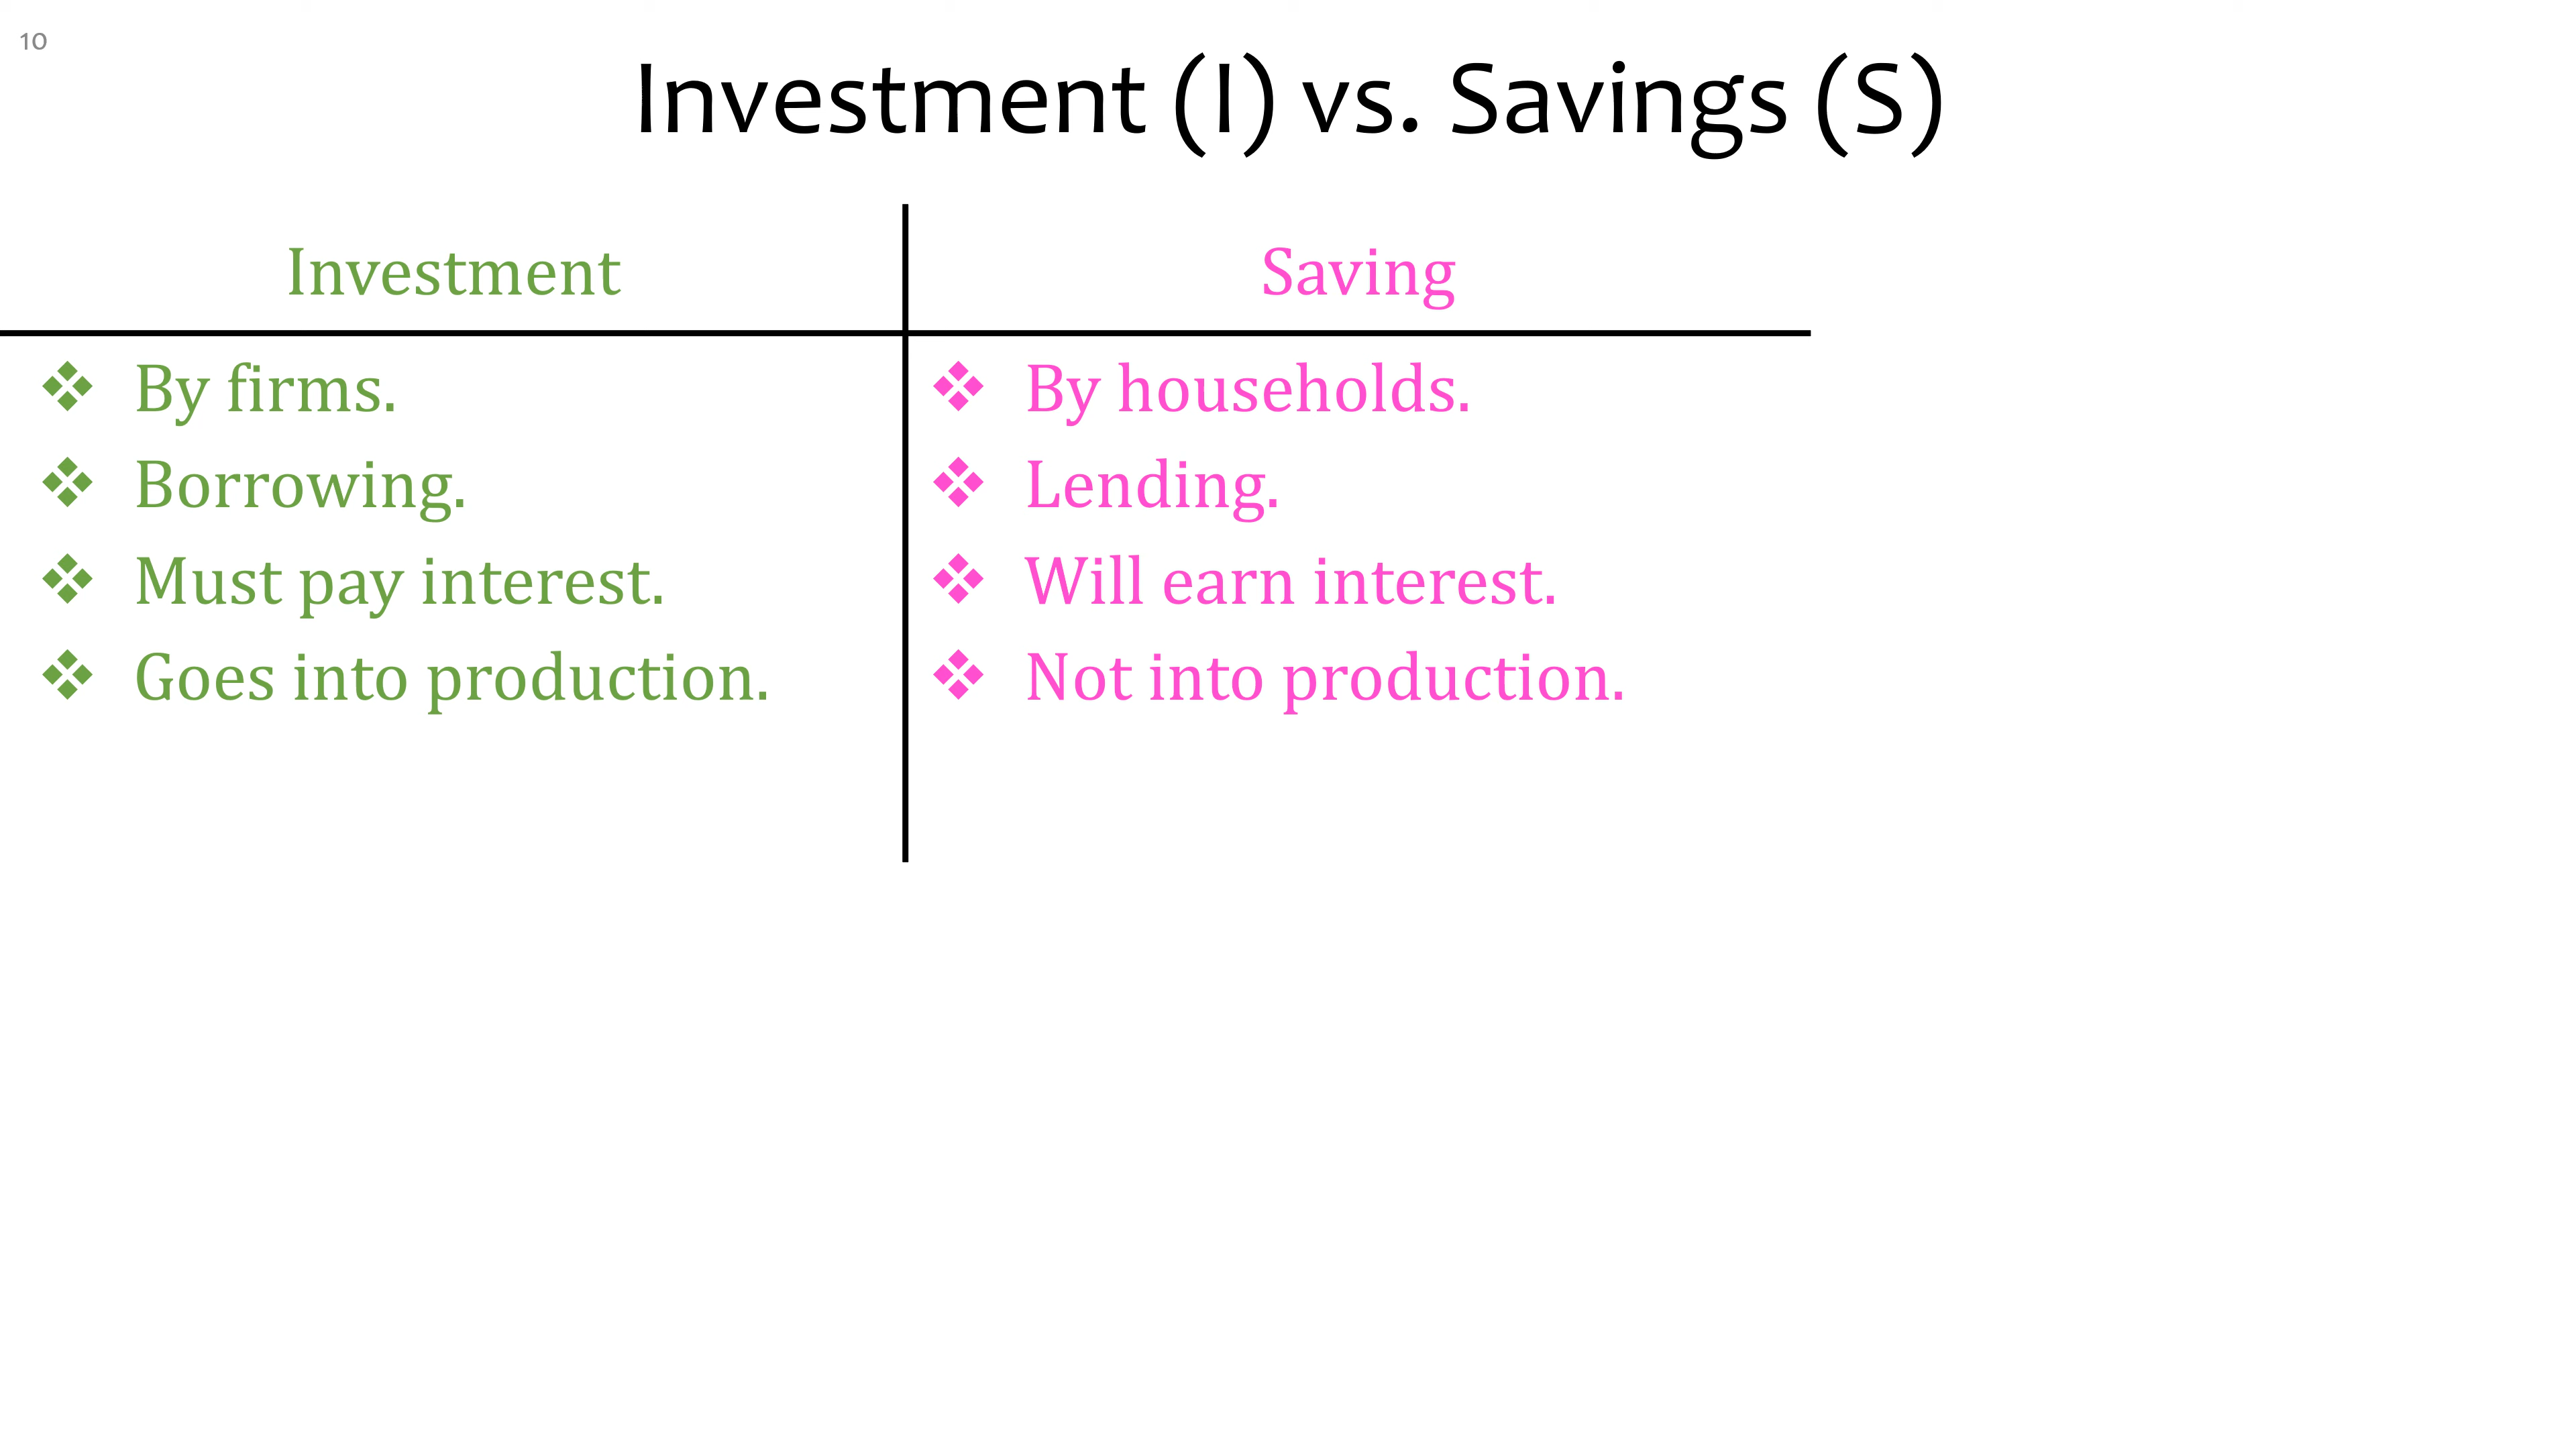 10
Investment (I) vs. Savings (S)
Investment
❖ By firms.
❖ Borrowing.
❖ Must pay interest.
❖ Goes into production.
Saving
❖ By households.
❖ Lending.
❖ Will earn interest.
❖ Not into production.